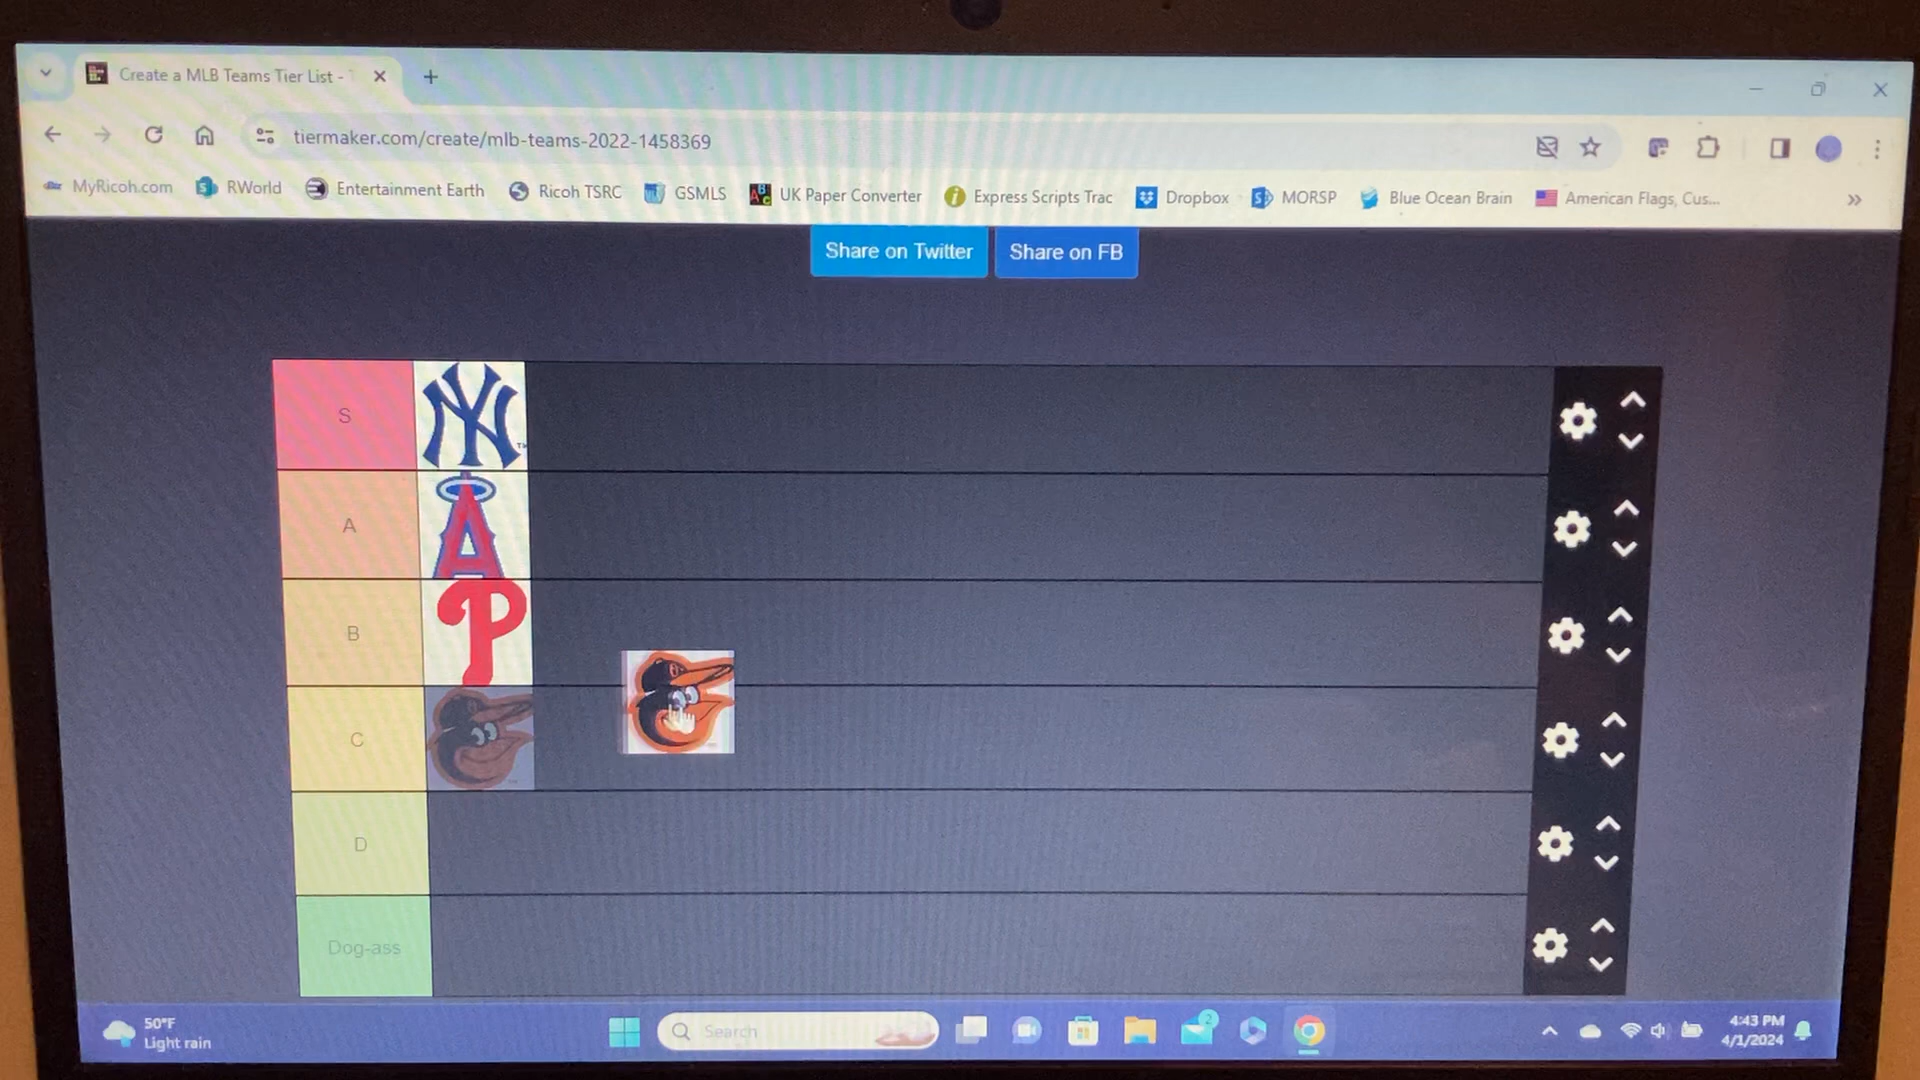 Create a MLB Teams Tier List -
tiermaker.com/create/mlb-teams-2022-1458369
MyRicoh.com RWorld Entertainment Earth Ricoh TSRC GSMLS UK Paper Converter Express Scripts Trac Dropbox MORSP Blue Ocean Brain American Flags, Cus...
Share on Twitter Share on FB
S NY
A A
B P
C
D
Dog-ass
50°F
Light rain
Search
2
4:43 PM
4/1/2024